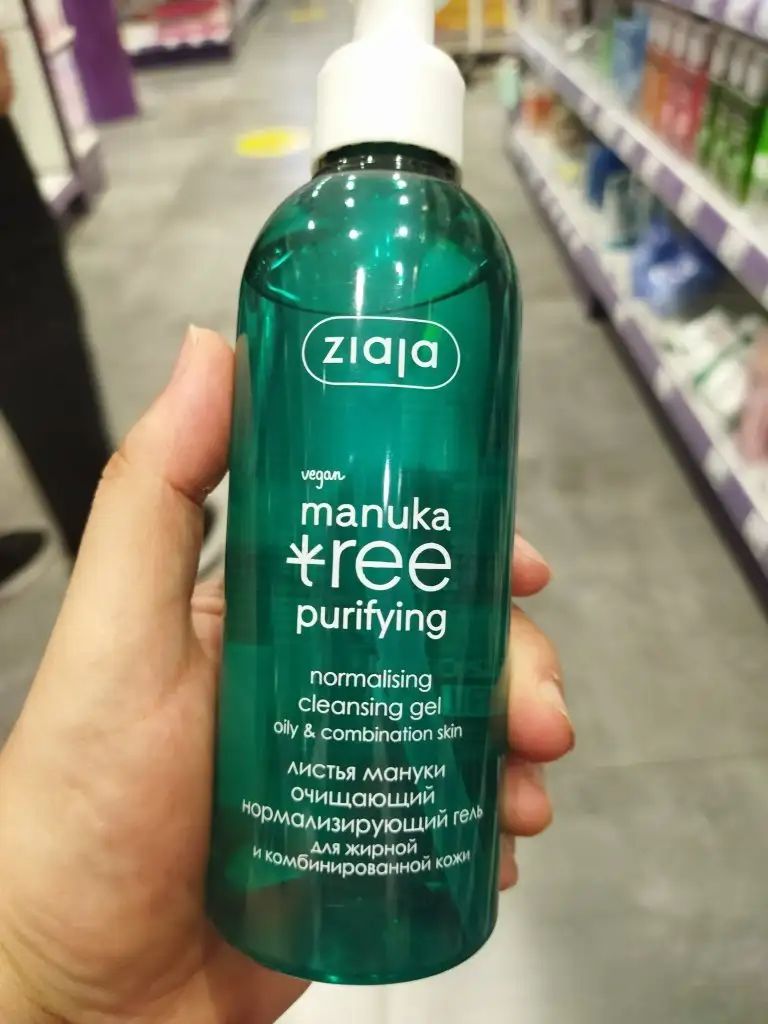 ziaja
vegan
manuka
tree
purifying
normalising
cleansing gel
oily & combination skin
листья мануки
очищающий
нормализирующий гель
для жирной
и комбинированной кожи